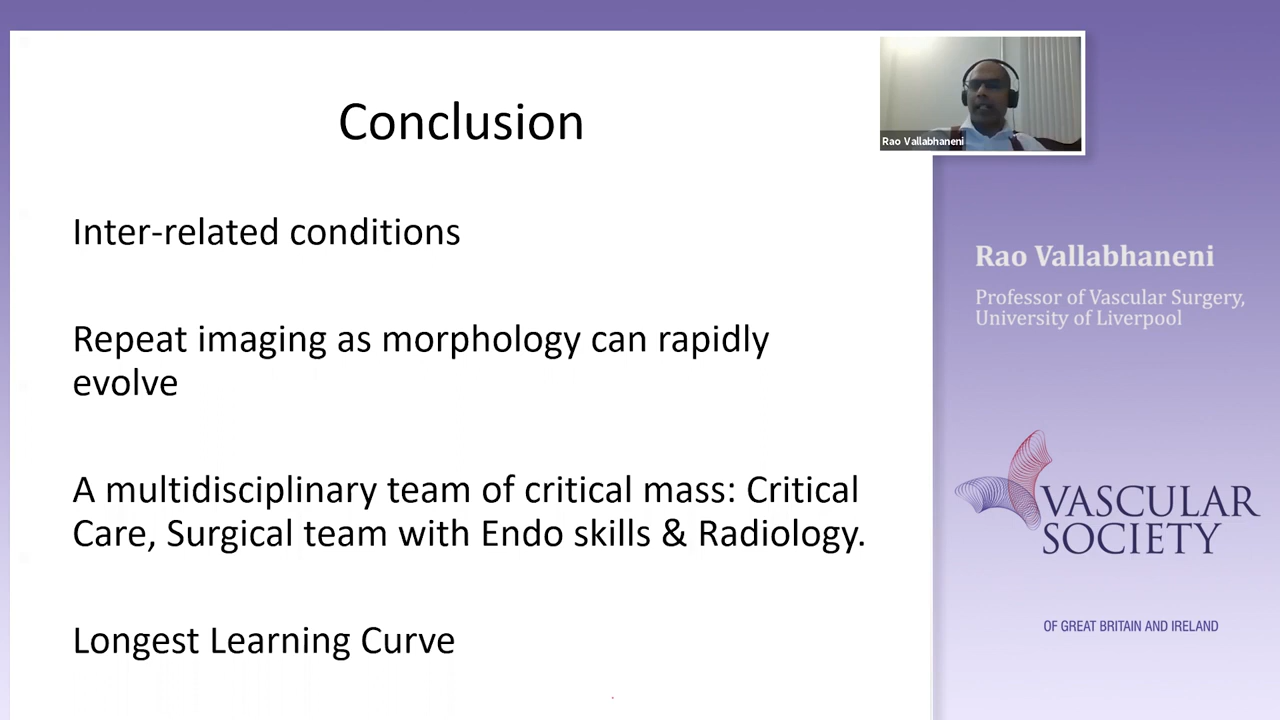 Conclusion
Inter-related conditions
Repeat imaging as morphology can rapidly
evolve
A multidisciplinary team of critical mass: Critical
Care, Surgical team with Endo skills & Radiology.
Longest Learning Curve
Rao Vallabhaneni
Rao Vallabhaneni
Professor of Vascular Surgery,
University of Liverpool
VASCULAR
SOCIETY
OF GREAT BRITAIN AND IRELAND